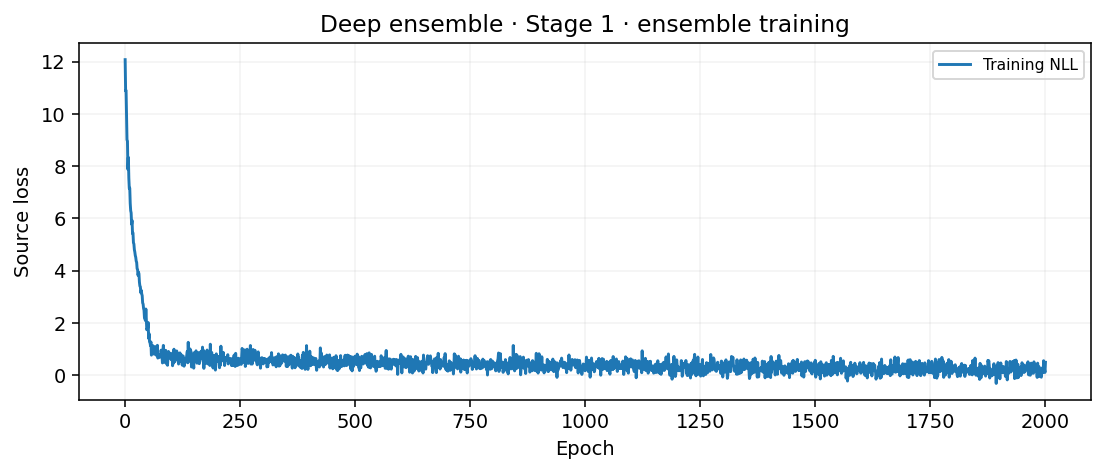 Deep ensemble · Stage 1 · ensemble training
Training NLL
Source loss
12
10
8
6
4
2
0
0 250 500 750 1000 1250 1500 1750 2000
Epoch